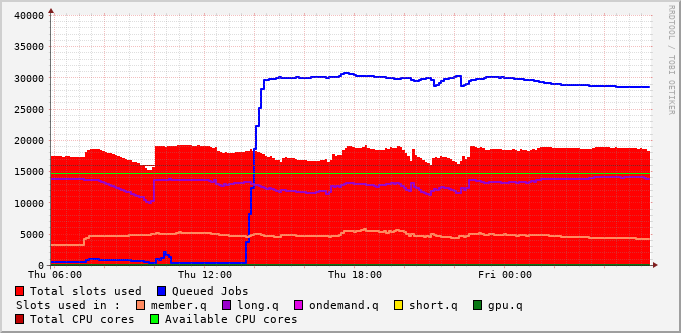 40000
35000
30000
25000
20000
15000
10000
5000
0
Thu 06:00 Thu 12:00 Thu 18:00 Fri 00:00
RRDTOOL / TOBI OETIKER
Total slots used Queued Jobs
Slots used in : member.q long.q ondemand.q short.q gpu.q
Total CPU cores Available CPU cores